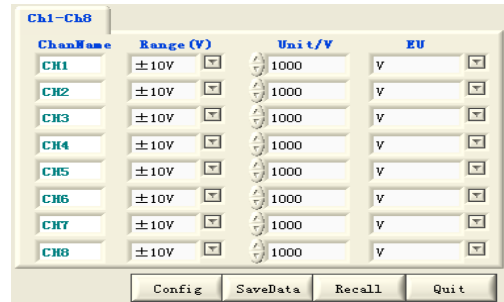 Ch1-Ch8
ChanName Range(V) Unit/V EU
CH1 ±10V 1000 V
CH2 ±10V 1000 V
CH3 ±10V 1000 V
CH4 ±10V 1000 V
CH5 ±10V 1000 V
CH6 ±10V 1000 V
CH7 ±10V 1000 V
CH8 ±10V 1000 V
Config SaveData Recall Quit